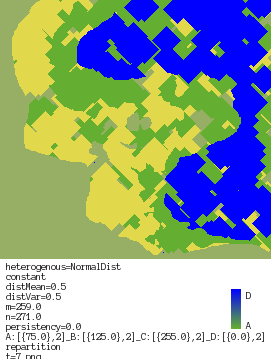 heterogenous=NormalDist
constant
distMean=0.5
distVar=0.5
m=259.0
n=271.0
persistency=0.0
A:[{75.0},2]_B:[{125.0},2]_C:[{255.0},2]_D:[{0.0},2]
repartition
t=7.png
D
A